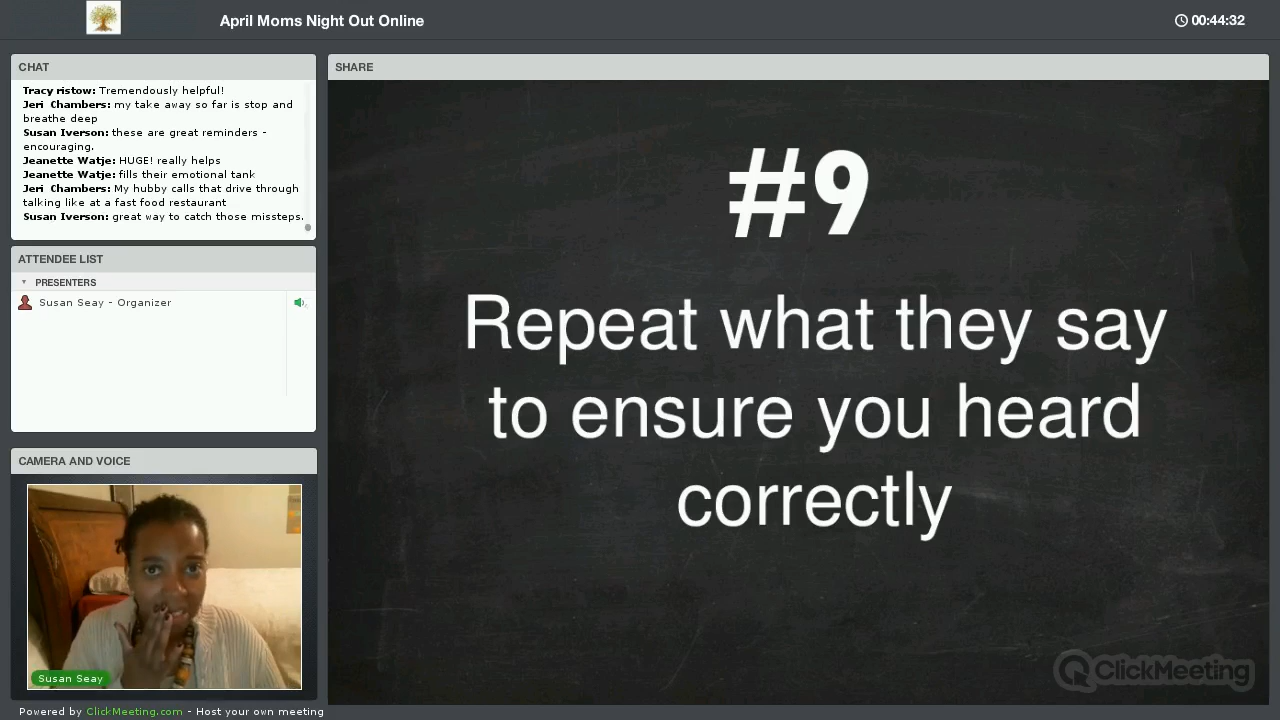 April Moms Night Out Online
00:44:32
CHAT
Tracy ristow: Tremendously helpful!
Jeri Chambers: my take away so far is stop and
breathe deep
Susan Iverson: these are great reminders -
encouraging.
Jeanette Watje: HUGE! really helps
Jeanette Watje: fills their emotional tank
Jeri Chambers: My hubby calls that drive through
talking like at a fast food restaurant
Susan Iverson: great way to catch those missteps.
ATTENDEE LIST
PRESENTERS
Susan Seay - Organizer
CAMERA AND VOICE
Susan Seay
Powered by ClickMeeting.com - Host your own meeting
SHARE
#9
Repeat what they say
to ensure you heard
correctly
ClickMeeting